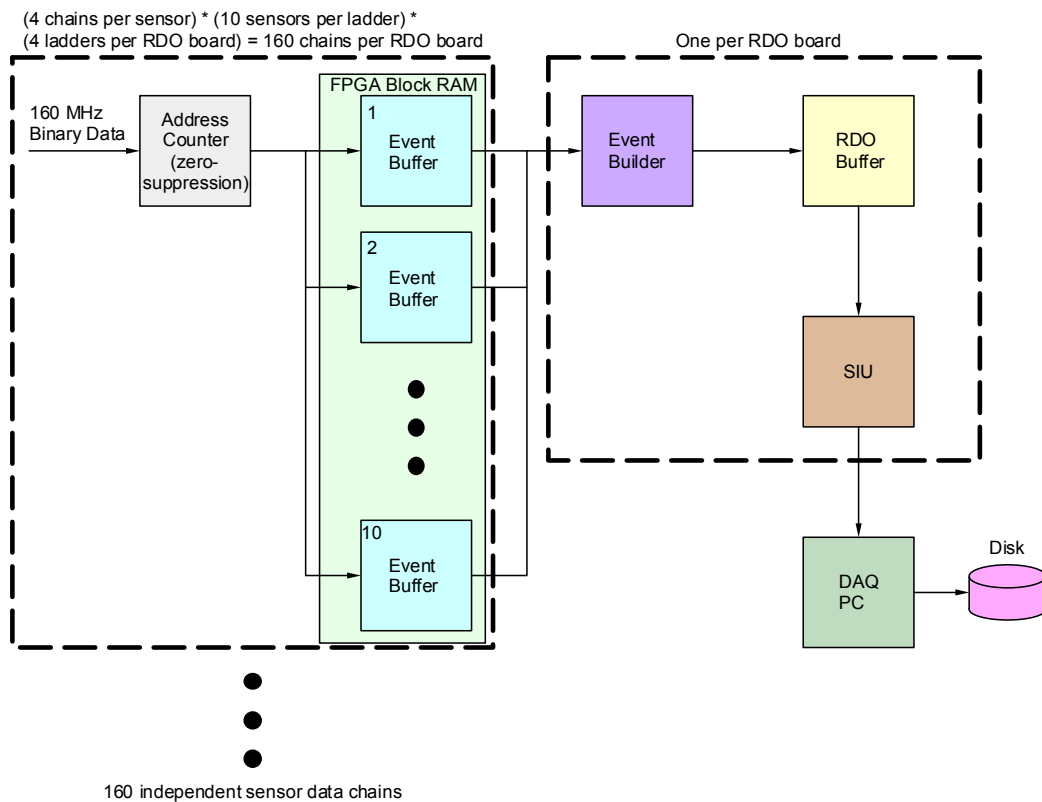 (4 chains per sensor) * (10 sensors per ladder) *
(4 ladders per RDO board) = 160 chains per RDO board
One per RDO board
FPGA Block RAM
160 MHz
Binary Data
Address
Counter
(zero-
suppression)
1
Event
Buffer
Event
Builder
RDO
Buffer
2
Event
Buffer
SIU
10
Event
Buffer
DAQ
PC
Disk
160 independent sensor data chains